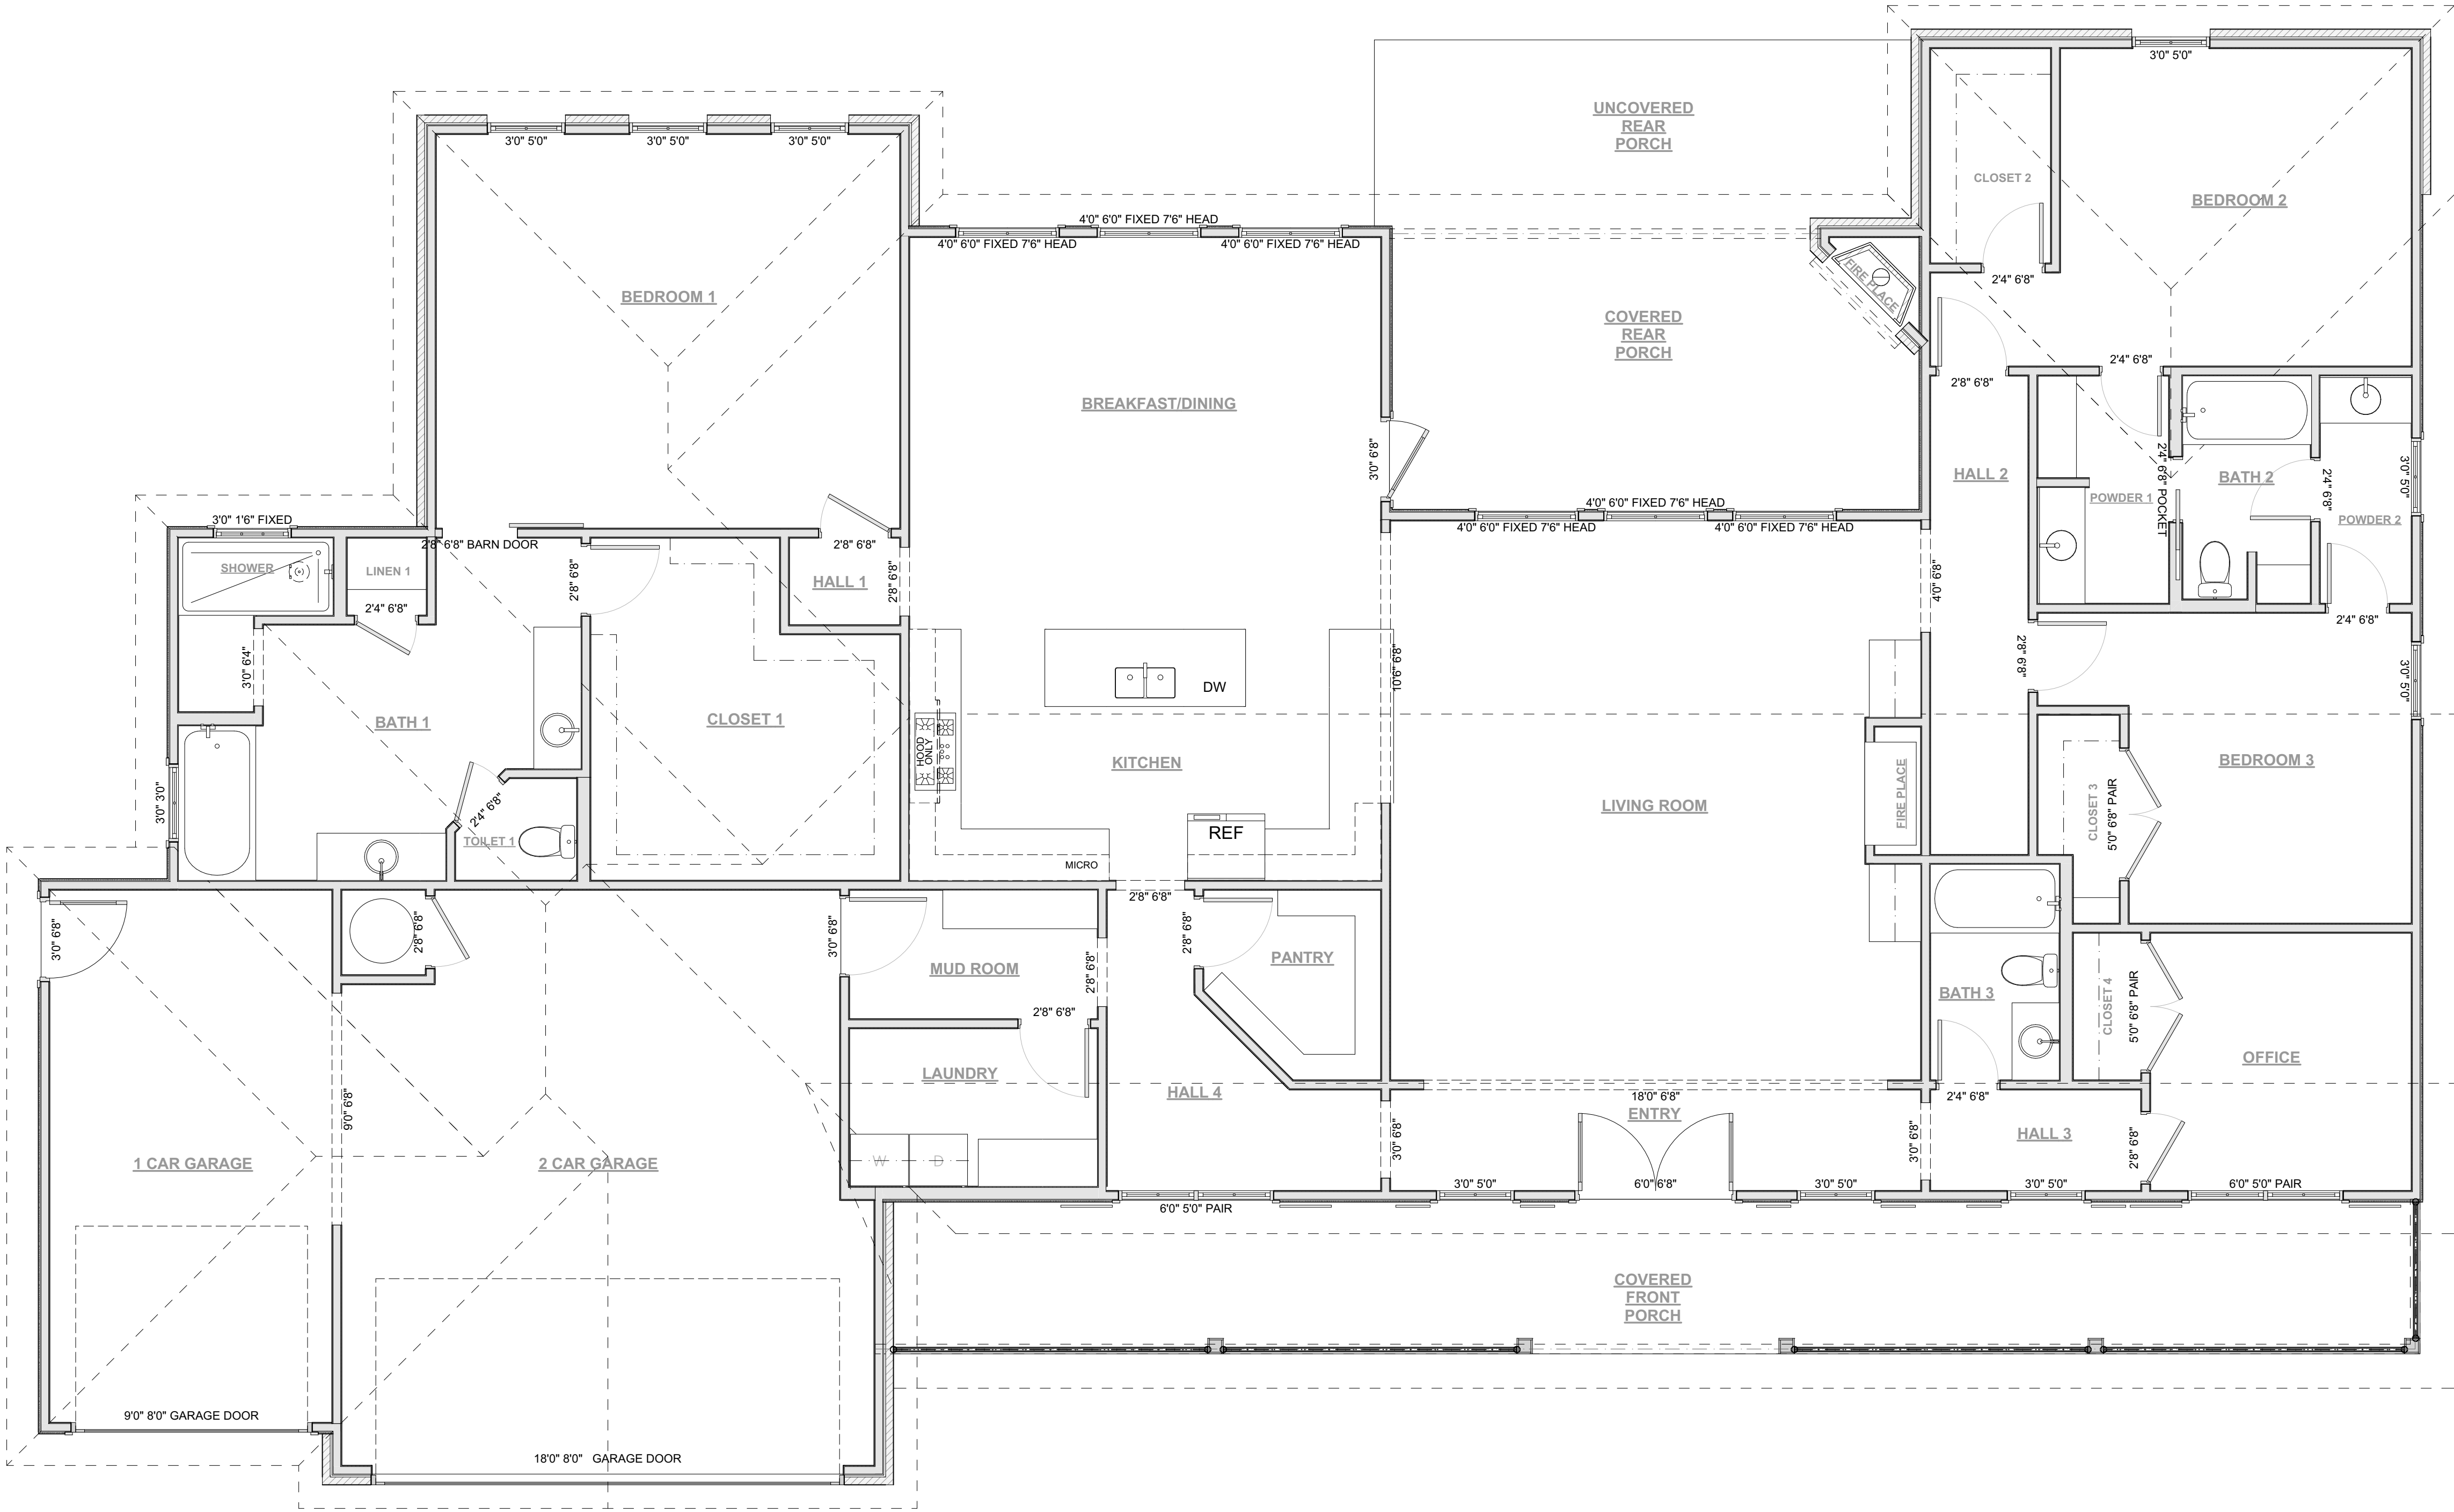 3'0" 5'0"
UNCOVERED
REAR
PORCH
3'0" 5'0"
3'0" 5'0"
3'0" 5'0"
CLOSET 2
BEDROOM 2
4'0" 6'0" FIXED 7'6" HEAD
4'0" 6'0" FIXED 7'6" HEAD
4'0" 6'0" FIXED 7'6" HEAD
FIRE PLACE
2'4" 6'8"
BEDROOM 1
COVERED
REAR
PORCH
2'4" 6'8"
2'8" 6'8"
BREAKFAST/DINING
3'0" 6'8"
HALL 2
2'4" 6'8" POCKET
BATH 2
2'4" 6'8"
3'0" 5'0"
POWDER 1
POWDER 2
4'0" 6'0" FIXED 7'6" HEAD
4'0" 6'0" FIXED 7'6" HEAD
4'0" 6'0" FIXED 7'6" HEAD
3'0" 1'6" FIXED
2'8" 6'8" BARN DOOR
2'8" 6'8"
SHOWER
LINEN 1
2'8" 6'8"
HALL 1
2'8" 6'8"
4'0" 6'8"
2'4" 6'8"
2'4" 6'8"
3'0" 6'4"
10'6" 6'8"
2'8" 6'8"
3'0" 5'0"
DW
BATH 1
CLOSET 1
HOOD
ONLY
KITCHEN
BEDROOM 3
3'0" 3'0"
2'4" 6'8"
LIVING ROOM
FIRE PLACE
CLOSET 3
5'0" 6'8" PAIR
TOILET 1
REF
MICRO
2'8" 6'8"
3'0" 6'8"
2'8" 6'8"
3'0" 6'8"
2'8" 6'8"
PANTRY
MUD ROOM
2'8" 6'8"
BATH 3
CLOSET 4
5'0" 6'8" PAIR
2'8" 6'8"
OFFICE
LAUNDRY
HALL 4
18'0" 6'8"
ENTRY
2'4" 6'8"
9'0" 6'8"
3'0" 6'8"
3'0" 6'8"
HALL 3
2'8" 6'8"
1 CAR GARAGE
2 CAR GARAGE
W
D
3'0" 5'0"
6'0" 6'8"
3'0" 5'0"
3'0" 5'0"
6'0" 5'0" PAIR
6'0" 5'0" PAIR
COVERED
FRONT
PORCH
9'0" 8'0" GARAGE DOOR
18'0" 8'0" GARAGE DOOR